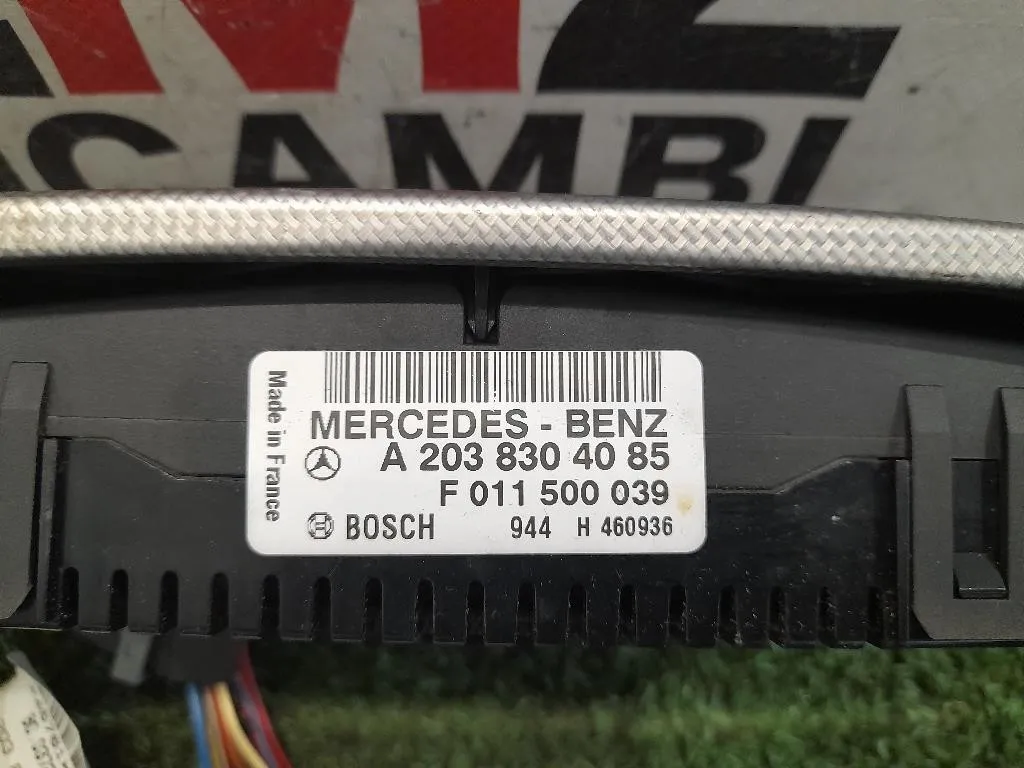 CAMBI
Made in France
MERCEDES - BENZ
A 203 830 40 85
F 011 500 039
BOSCH 944 H 460936